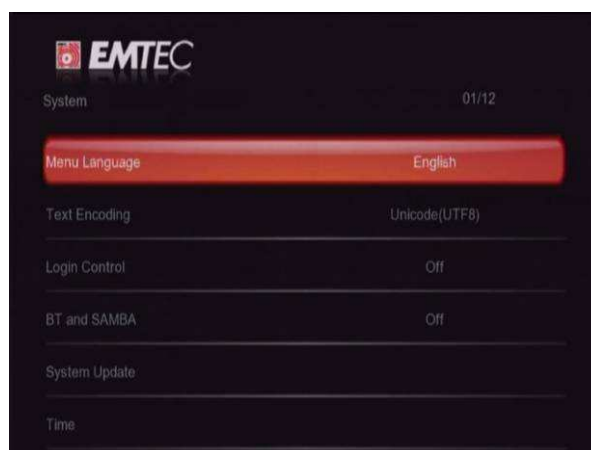 EMTEC
System 01/12
Menu Language English
Text Encoding Unicode(UTF8)
Login Control Off
BT and SAMBA Off
System Update
Time